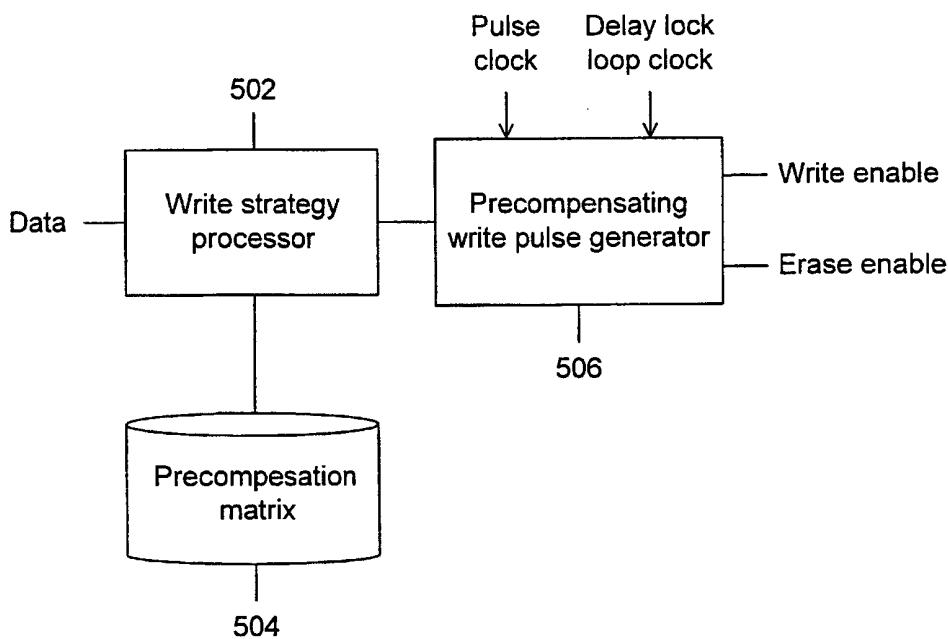 Pulse
clock
Delay lock
loop clock
502
Write strategy
processor
Precompensating
write pulse generator
Data
Write enable
Erase enable
506
Precompesation
matrix
504